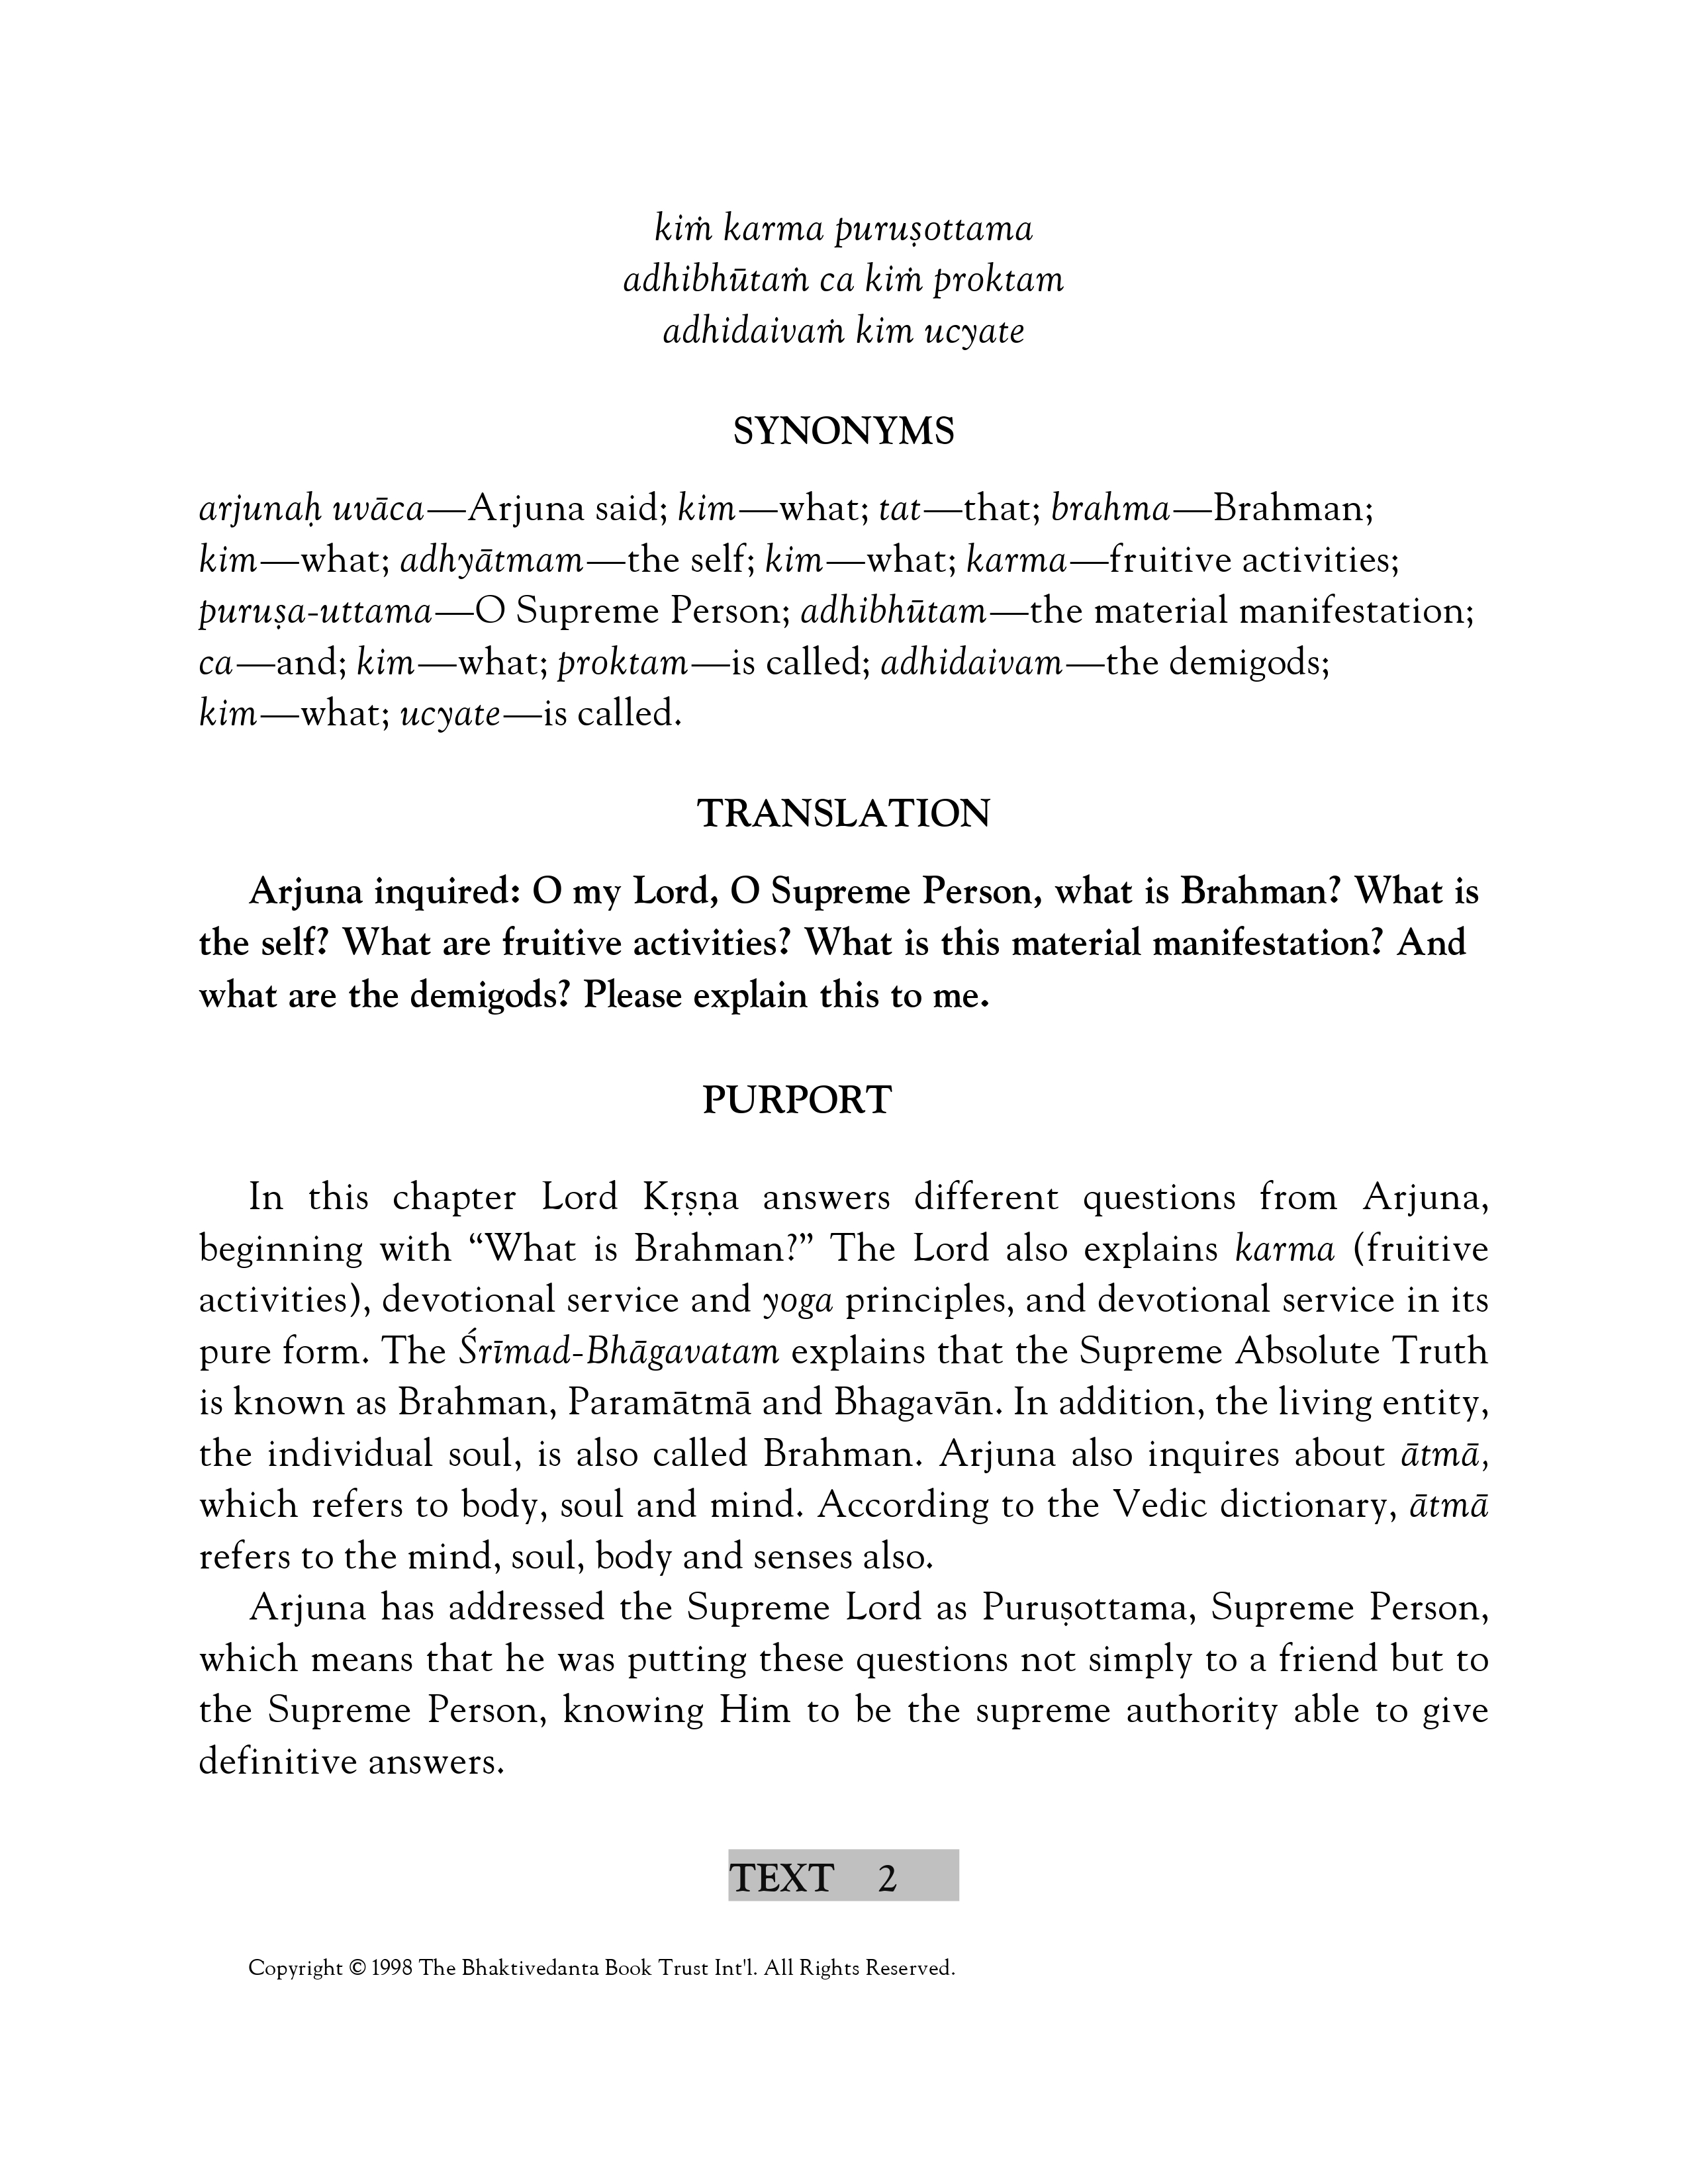 kiṁ karma puruṣottama
adhibhūtaṁ ca kiṁ proktam
adhidaivaṁ kim ucyate
SYNONYMS
arjunaḥ uvāca—Arjuna said; kim—what; tat—that; brahma—Brahman;
kim—what; adhyātmam—the self; kim—what; karma—fruitive activities;
puruṣa-uttama—O Supreme Person; adhibhūtam—the material manifestation;
ca—and; kim—what; proktam—is called; adhidaivam—the demigods;
kim—what; ucyate—is called.
TRANSLATION
Arjuna inquired: O my Lord, O Supreme Person, what is Brahman? What is
the self? What are fruitive activities? What is this material manifestation? And
what are the demigods? Please explain this to me.
PURPORT
In this chapter Lord Kṛṣṇa answers different questions from Arjuna,
beginning with “What is Brahman?” The Lord also explains karma (fruitive
activities), devotional service and yoga principles, and devotional service in its
pure form. The Śrīmad-Bhāgavatam explains that the Supreme Absolute Truth
is known as Brahman, Paramātmā and Bhagavān. In addition, the living entity,
the individual soul, is also called Brahman. Arjuna also inquires about ātmā,
which refers to body, soul and mind. According to the Vedic dictionary, ātmā
refers to the mind, soul, body and senses also.
Arjuna has addressed the Supreme Lord as Puruṣottama, Supreme Person,
which means that he was putting these questions not simply to a friend but to
the Supreme Person, knowing Him to be the supreme authority able to give
definitive answers.
TEXT 2
Copyright © 1998 The Bhaktivedanta Book Trust Int'l. All Rights Reserved.